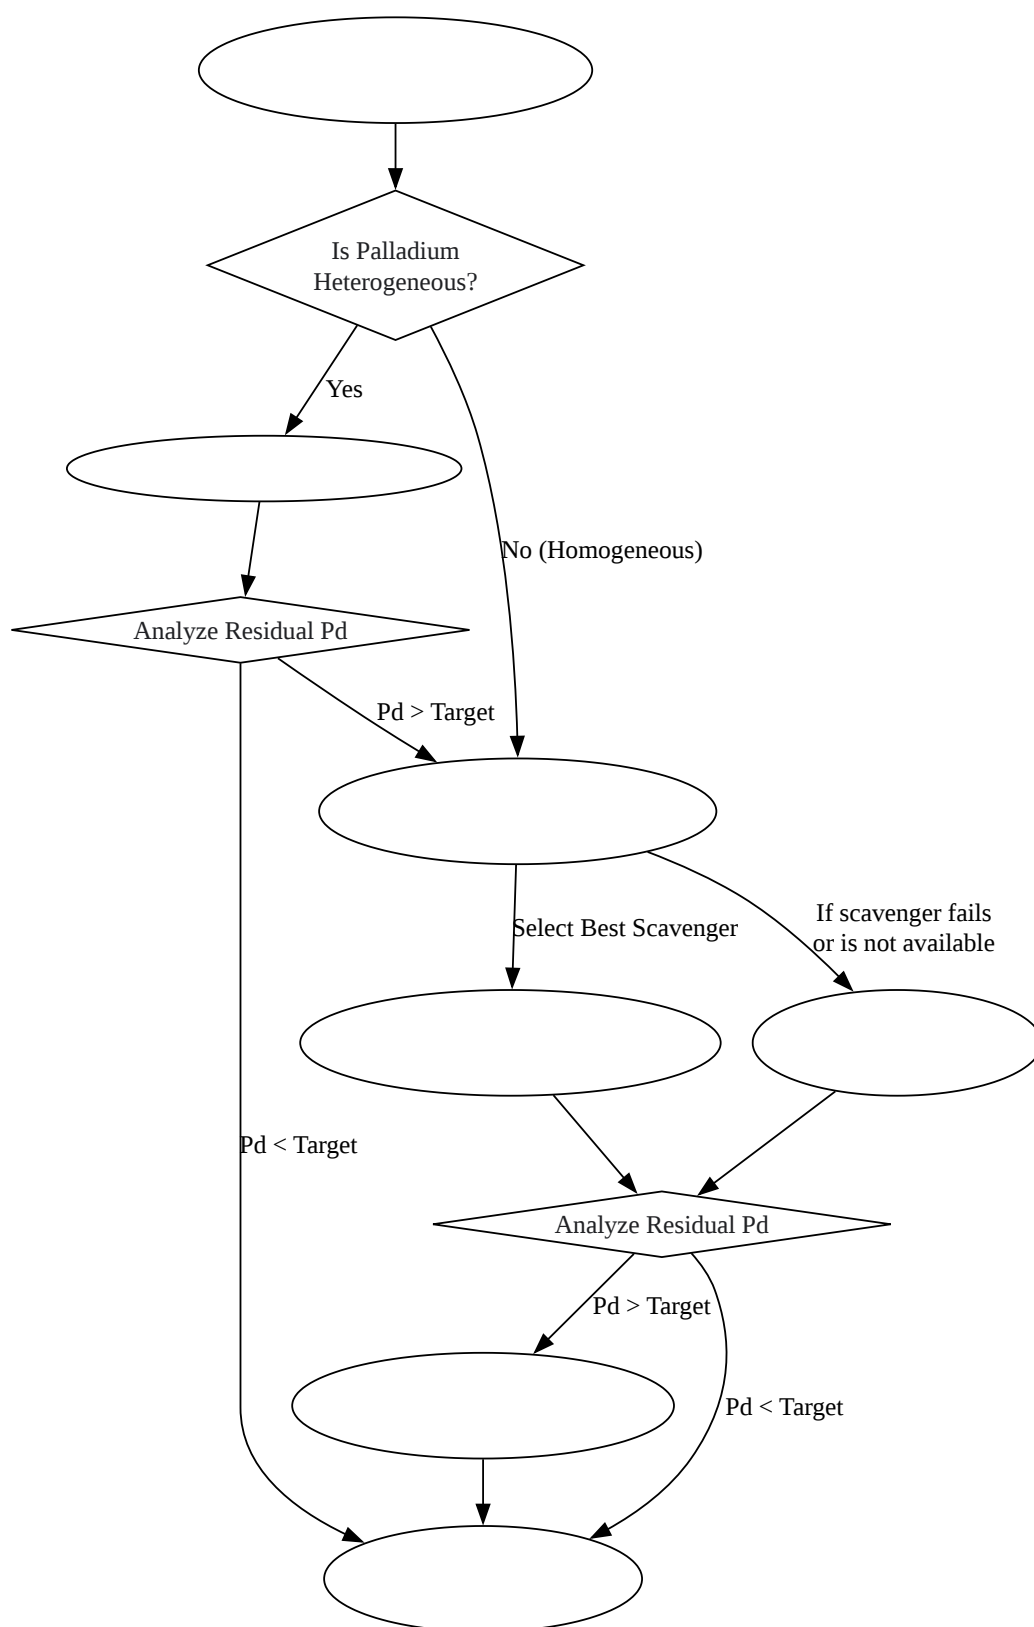 Is Palladium
Heterogeneous?
Yes
No (Homogeneous)
Analyze Residual Pd
Pd > Target
If scavenger fails
or is not available
Select Best Scavenger
Pd < Target
Analyze Residual Pd
Pd > Target
Pd < Target